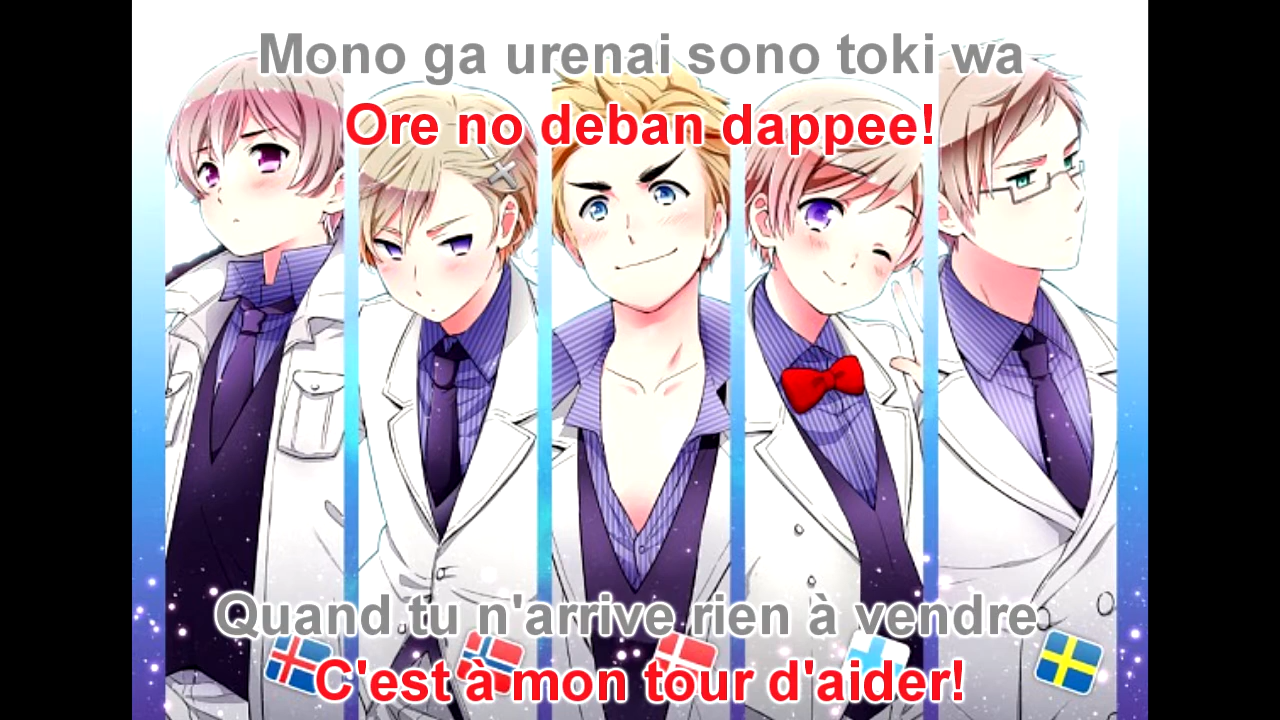 Mono ga urenai sono toki wa
Ore no deban dappee!
Quand tu n'arrive rien à vendre
C'est à mon tour d'aider!